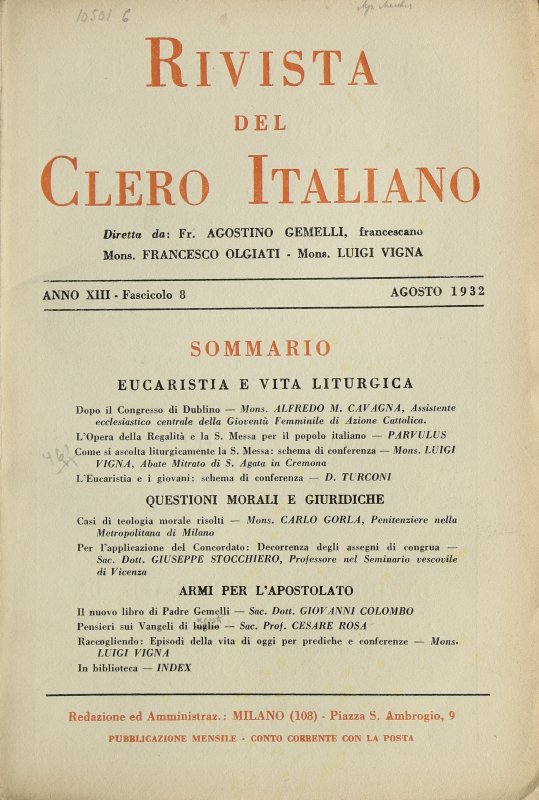 10501 6
RIVISTA
DEL
CLERO ITALIANO
Diretta da: Fr. AGOSTINO GEMELLI, francescano
Mons. FRANCESCO OLGIATI - Mons. LUIGI VIGNA
ANNO XIII - Fascicolo 8
AGOSTO 1932
SOMMARIO
EUCARISTIA E VITA LITURGICA
Dopo il Congresso di Dublino — Mons. ALFREDO M. CAVAGNA, Assistente
ecclesiastico centrale della Gioventù Femminile di Azione Cattolica.
L'Opera della Regalità e la S. Messa per il popolo italiano — PARVULUS
Come si ascolta liturgicamente la S. Messa: schema di conferenza — Mons. LUIGI
VIGNA, Abate Mitrato di S. Agata in Cremona
L'Eucaristia e i giovani: schema di conferenza — D. TURCONI
QUESTIONI MORALI E GIURIDICHE
Casi di teologia morale risolti — Mons. CARLO GORLA, Penitenziere nella
Metropolitana di Milano
Per l'applicazione del Concordato: Decorrenza degli assegni di congrua —
Sac. Dott. GIUSEPPE STOCCHIERO, Professore nel Seminario vescovile
di Vicenza
ARMI PER L'APOSTOLATO
Il nuovo libro di Padre Gemelli — Sac. Dott. GIOVANNI COLOMBO
Pensieri sui Vangeli di luglio — Sac. Prof. CESARE ROSA
Raccogliendo: Episodi della vita di oggi per prediche e conferenze — Mons.
LUIGI VIGNA
In biblioteca — INDEX
Redazione ed Amministraz.: MILANO (108) - Piazza S. Ambrogio, 9
PUBBLICAZIONE MENSILE - CONTO CORRENTE CON LA POSTA